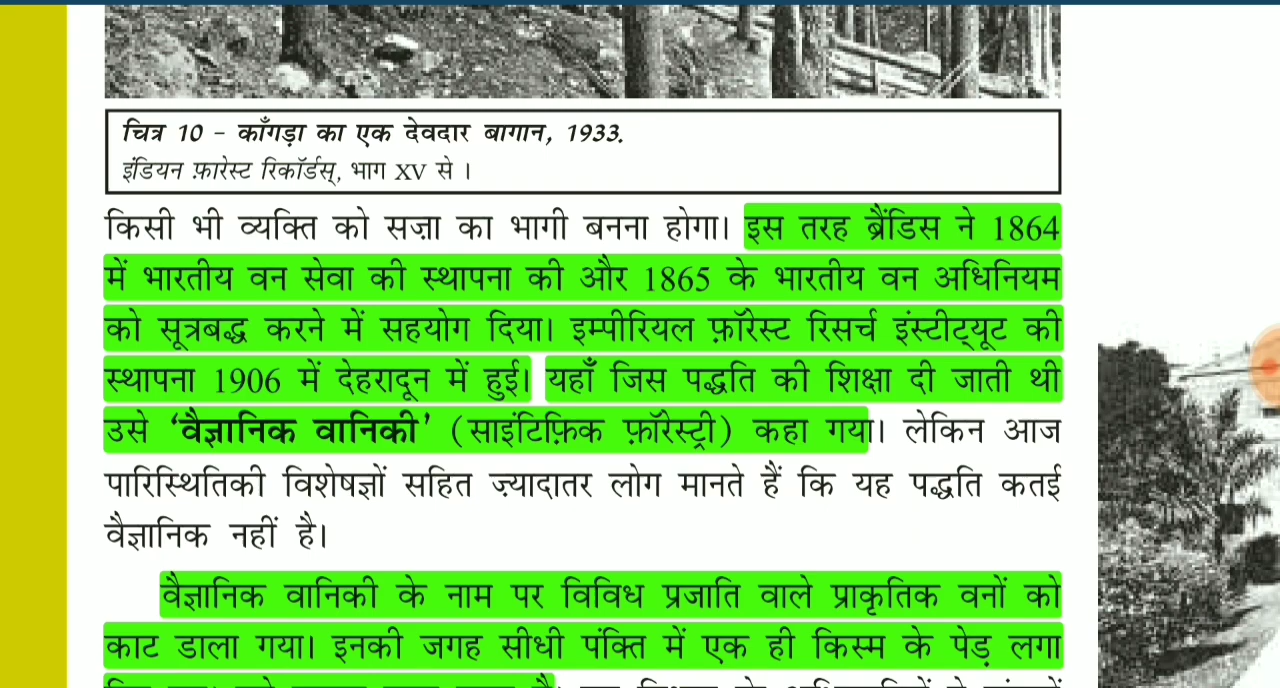 चित्र 10 – काँगड़ा का एक देवदार बागान, 1933.
इंडियन फ़ारेस्ट रिकॉर्डस्, भाग XV से ।
किसी भी व्यक्ति को सज़ा का भागी बनना होगा। इस तरह ब्रैंडिस ने 1864
में भारतीय वन सेवा की स्थापना की और 1865 के भारतीय वन अधिनियम
को सूत्रबद्ध करने में सहयोग दिया। इम्पीरियल फ़ॉरेस्ट रिसर्च इंस्टीट्यूट की
स्थापना 1906 में देहरादून में हुई। यहाँ जिस पद्धति की शिक्षा दी जाती थी
उसे ‘वैज्ञानिक वानिकी’ (साइंटिफ़िक फ़ॉरेस्ट्री) कहा गया। लेकिन आज
पारिस्थितिकी विशेषज्ञों सहित ज़्यादातर लोग मानते हैं कि यह पद्धति कतई
वैज्ञानिक नहीं है।
वैज्ञानिक वानिकी के नाम पर विविध प्रजाति वाले प्राकृतिक वनों को
काट डाला गया। इनकी जगह सीधी पंक्ति में एक ही किस्म के पेड़ लगा